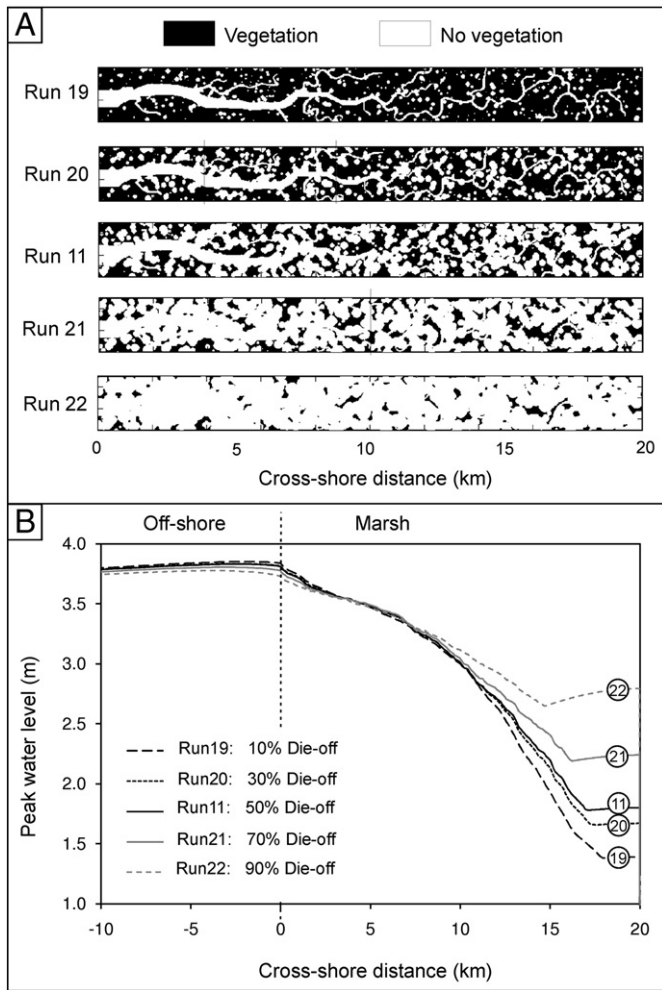 A
Vegetation No vegetation
Run 19
Run 20
Run 11
Run 21
Run 22
0 5 10 15 20
Cross-shore distance (km)
B
Off-shore Marsh
4.0
3.5
3.0
2.5
2.0
1.5
1.0
Peak water level (m)
22
21
11
20
19
Run19: 10% Die-off
Run20: 30% Die-off
Run11: 50% Die-off
Run21: 70% Die-off
Run22: 90% Die-off
-10 -5 0 5 10 15 20
Cross-shore distance (km)